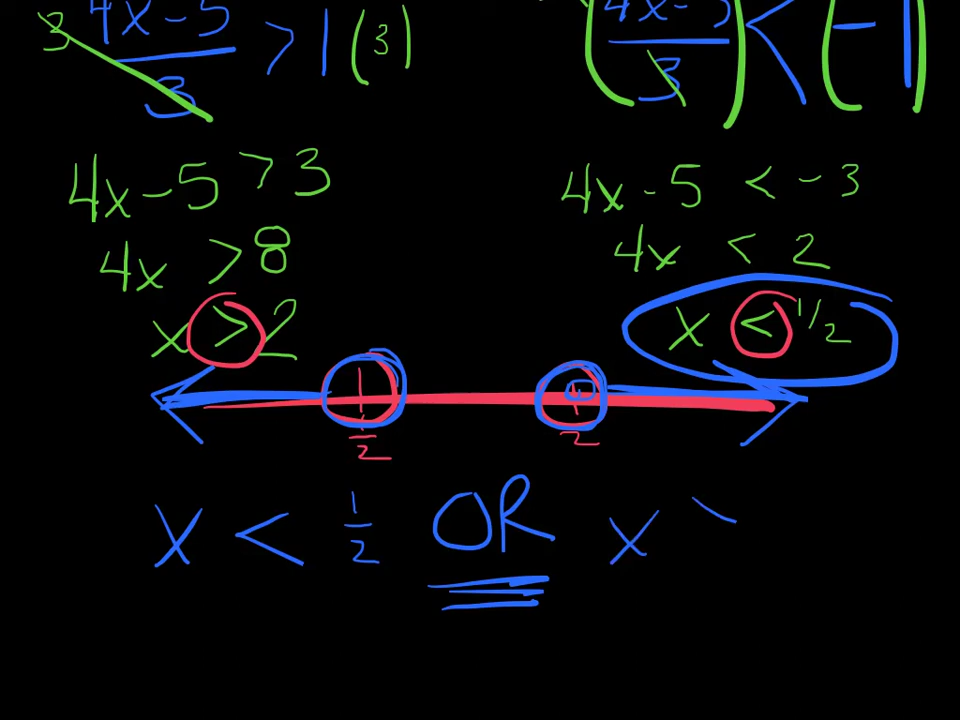 3 4x-5/3 > 1 (3)
(4x-5/3) < (-1
4x-5 > 3
4x-5 < -3
4x > 8
4x < 2
x > 2
x < 1/2
1/2
2
x < 1/2 OR x